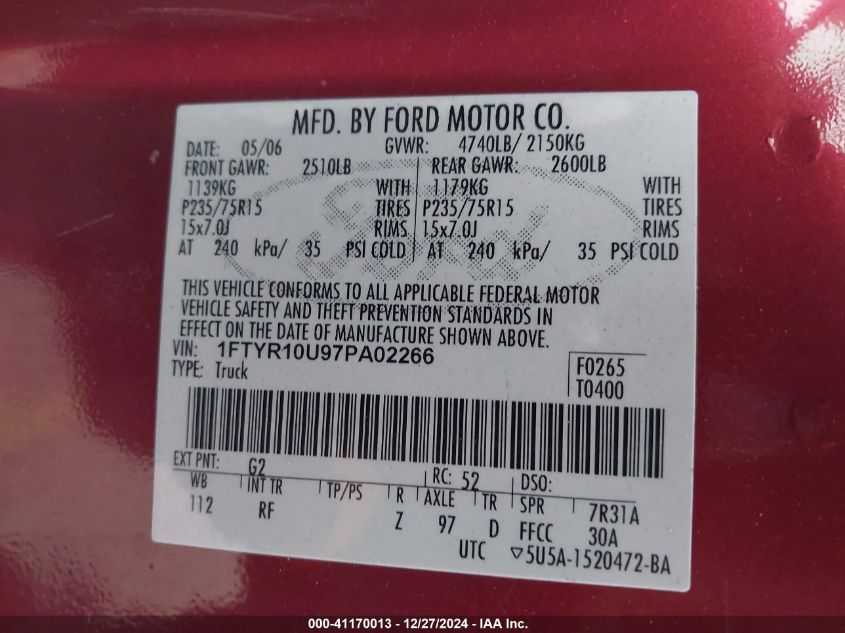 MFD. BY FORD MOTOR CO.
DATE: 05/06 GVWR: 4740LB/ 2150KG
FRONT GAWR: 2510LB REAR GAWR: 2600LB
1139KG WITH 1179KG WITH
P235/75R15 TIRES P235/75R15 TIRES
15x7.0J RIMS 15x7.0J RIMS
AT 240 kPa/ 35 PSI COLD AT 240 kPa/ 35 PSI COLD
Ford
THIS VEHICLE CONFORMS TO ALL APPLICABLE FEDERAL MOTOR
VEHICLE SAFETY AND THEFT PREVENTION STANDARDS IN
EFFECT ON THE DATE OF MANUFACTURE SHOWN ABOVE.
VIN: 1FTYR10U97PA02266 F0265
TYPE: Truck T0400
EXT PNT: G2 RC: 52 DSO:
WB INT TR TP/PS R AXLE TR SPR 7R31A
112 RF Z 97 D FFCC 30A
UTC ▽5U5A-1520472-BA
000-41170013 - 12/27/2024 - IAA Inc.